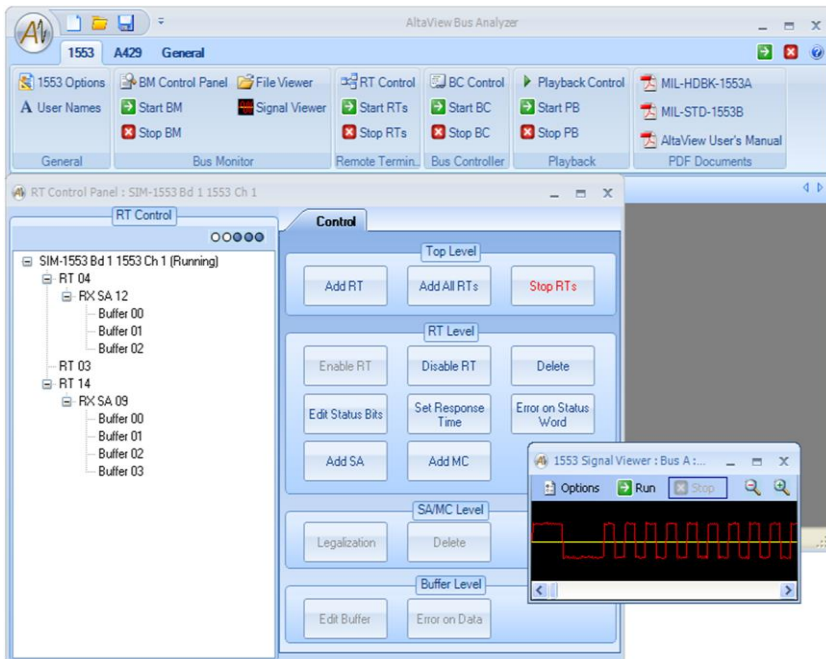 AltaView Bus Analyzer
1553 A429 General
1553 Options
A User Names
General
BM Control Panel File Viewer
Start BM Signal Viewer
Stop BM
Bus Monitor
RT Control
Start RTs
Stop RTs
Remote Termin..
BC Control
Start BC
Stop BC
Bus Controller
Playback Control
Start PB
Stop PB
Playback
MIL-HDBK-1553A
MIL-STD-1553B
AltaView User's Manual
PDF Documents
RT Control Panel : SIM-1553 Bd 1 1553 Ch 1
RT Control
SIM-1553 Bd 1 1553 Ch 1 (Running)
RT 04
RX SA 12
Buffer 00
Buffer 01
Buffer 02
RT 03
RT 14
RX SA 09
Buffer 00
Buffer 01
Buffer 02
Buffer 03
Control
Top Level
Add RT Add All RTs Stop RTs
RT Level
Enable RT Disable RT Delete
Edit Status Bits Set Response Time Error on Status Word
Add SA Add MC
SA/MC Level
Legalization Delete
Buffer Level
Edit Buffer Error on Data
1553 Signal Viewer : Bus A :...
Options Run Stop